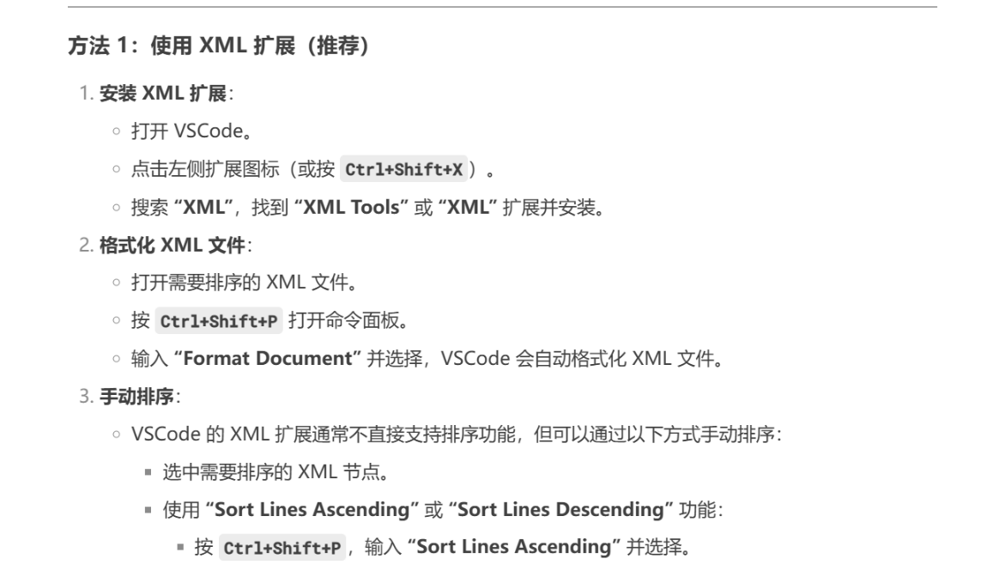 方法 1：使用 XML 扩展（推荐）
1. 安装 XML 扩展：
○ 打开 VSCode。
○ 点击左侧扩展图标（或按 Ctrl+Shift+X）。
○ 搜索 “XML”，找到 “XML Tools” 或 “XML” 扩展并安装。
2. 格式化 XML 文件：
○ 打开需要排序的 XML 文件。
○ 按 Ctrl+Shift+P 打开命令面板。
○ 输入 “Format Document” 并选择，VSCode 会自动格式化 XML 文件。
3. 手动排序：
○ VSCode 的 XML 扩展通常不直接支持排序功能，但可以通过以下方式手动排序：
▪ 选中需要排序的 XML 节点。
▪ 使用 “Sort Lines Ascending” 或 “Sort Lines Descending” 功能：
▪ 按 Ctrl+Shift+P，输入 “Sort Lines Ascending” 并选择。